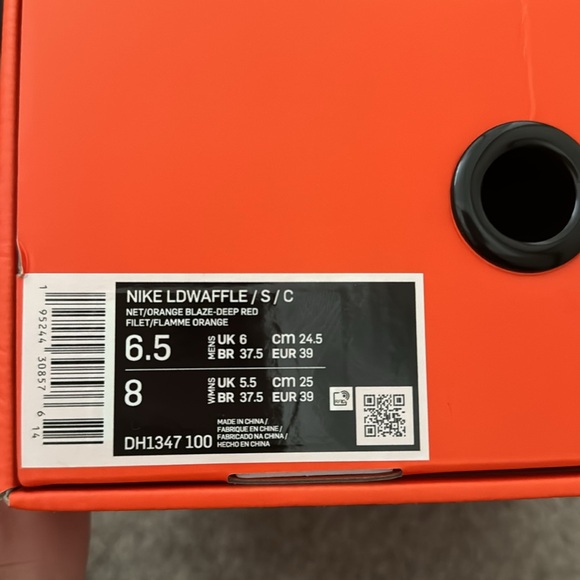 NIKE LDWAFFLE / S / C
NET/ORANGE BLAZE-DEEP RED
FILET/FLAMME ORANGE
6.5 MENS UK 6 cm 24.5
BR 37.5 EUR 39
8 WMNS UK 5.5 cm 25
BR 37.5 EUR 39
MADE IN CHINA /
FABRIQUE EN CHINE /
FABRICADO NA CHINA /
HECHO EN CHINA
DH1347 100
1 95244 30857 6 14